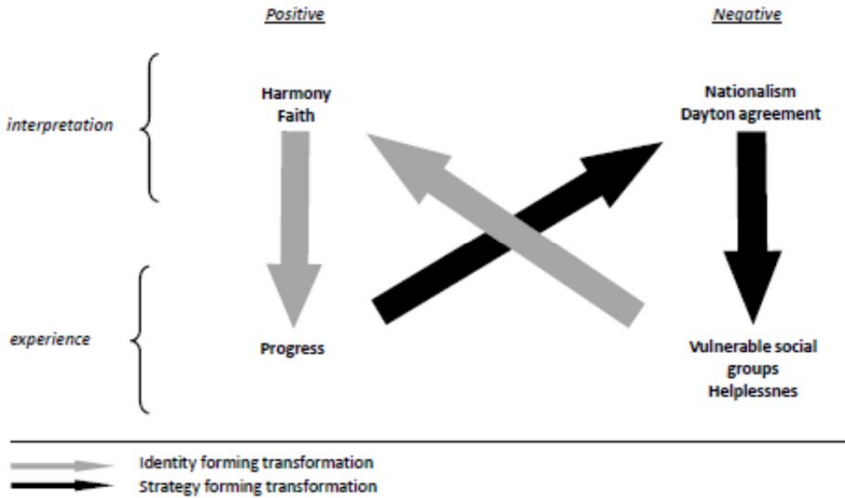 Positive
Negative
interpretation
Harmony
Faith
Nationalism
Dayton agreement
experience
Progress
Vulnerable social
groups
Helplessnes
Identity forming transformation
Strategy forming transformation